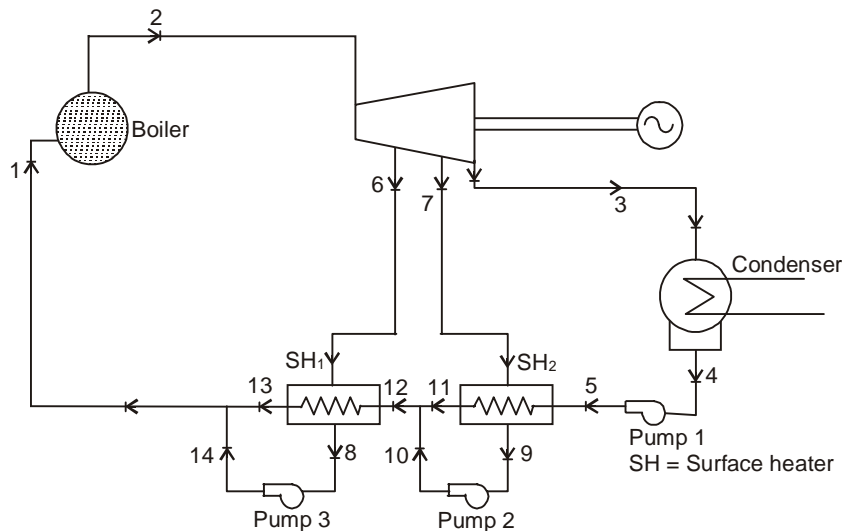 2
Boiler
1
6
7
3
Condenser
SH₁
SH₂
13
12
11
5
4
Pump 1
SH = Surface heater
14
8
10
9
Pump 3
Pump 2